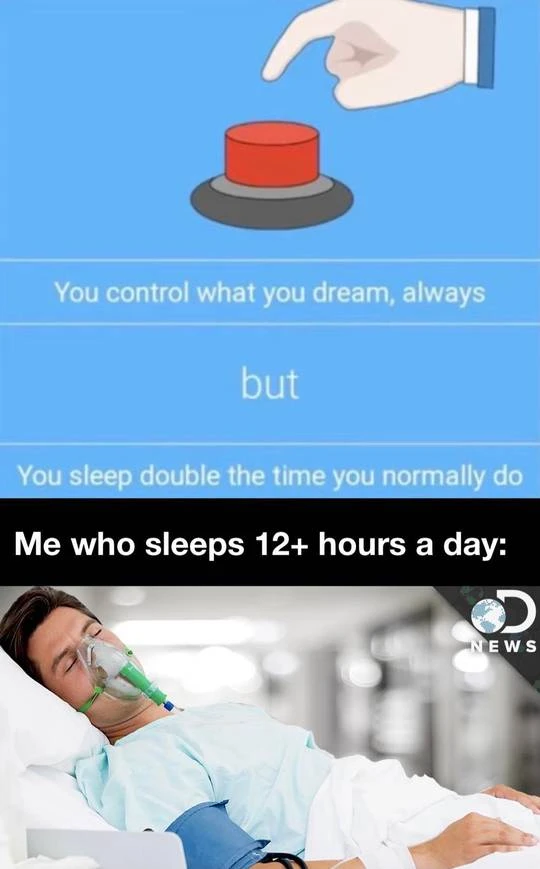 You control what you dream, always
but
You sleep double the time you normally do
Me who sleeps 12+ hours a day:
D
NEWS